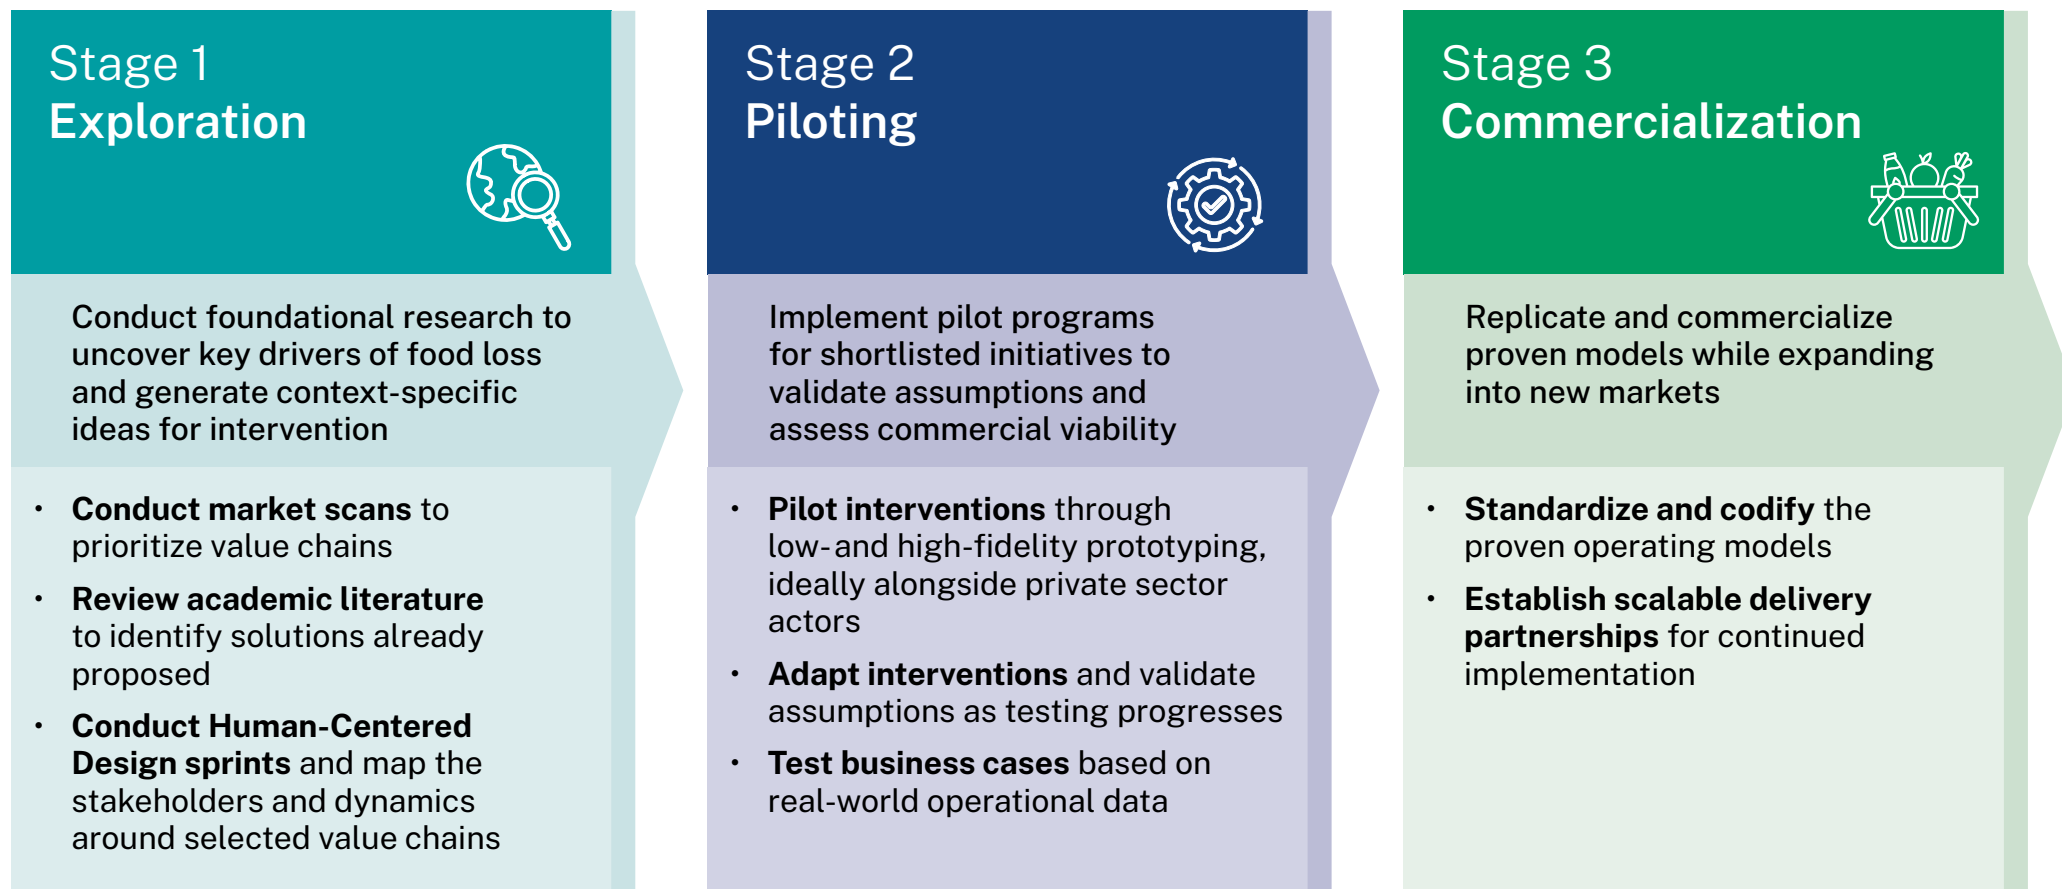 Stage 1
Exploration
Conduct foundational research to
uncover key drivers of food loss
and generate context-specific
ideas for intervention
• Conduct market scans to
prioritize value chains
• Review academic literature
to identify solutions already
proposed
• Conduct Human-Centered
Design sprints and map the
stakeholders and dynamics
around selected value chains
Stage 2
Piloting
Implement pilot programs
for shortlisted initiatives to
validate assumptions and
assess commercial viability
• Pilot interventions through
low- and high-fidelity prototyping,
ideally alongside private sector
actors
• Adapt interventions and validate
assumptions as testing progresses
• Test business cases based on
real-world operational data
Stage 3
Commercialization
Replicate and commercialize
proven models while expanding
into new markets
• Standardize and codify the
proven operating models
• Establish scalable delivery
partnerships for continued
implementation